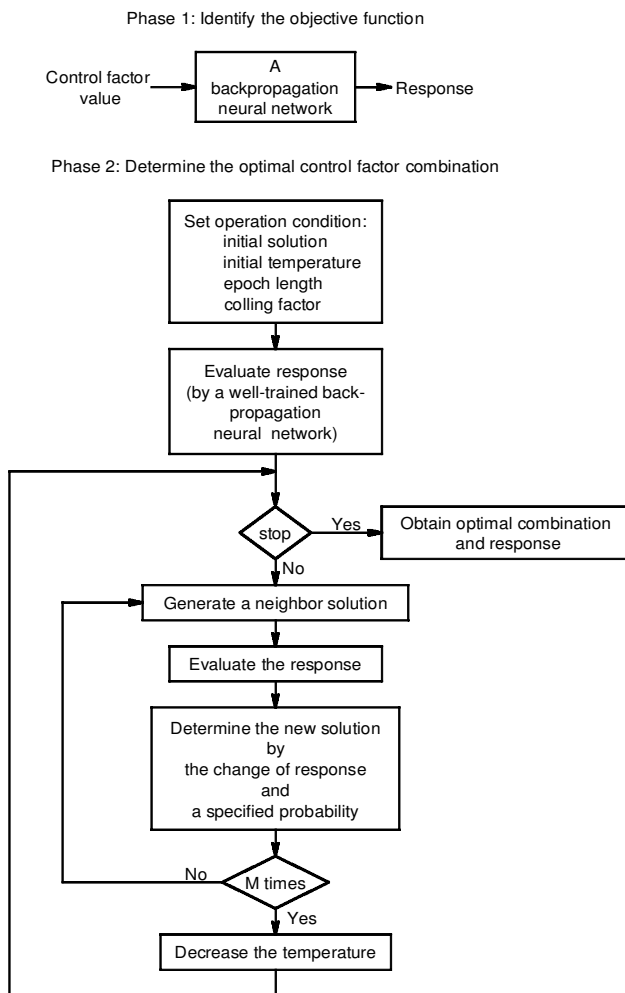 Phase 1: Identify the objective function
Control factor
value
A
backpropagation
neural network
Response
Phase 2: Determine the optimal control factor combination
Set operation condition:
initial solution
initial temperature
epoch length
colling factor
Evaluate response
(by a well-trained back-
propagation
neural network)
stop
Yes
Obtain optimal combination
and response
No
Generate a neighbor solution
Evaluate the response
Determine the new solution
by
the change of response
and
a specified probability
No
M times
Yes
Decrease the temperature